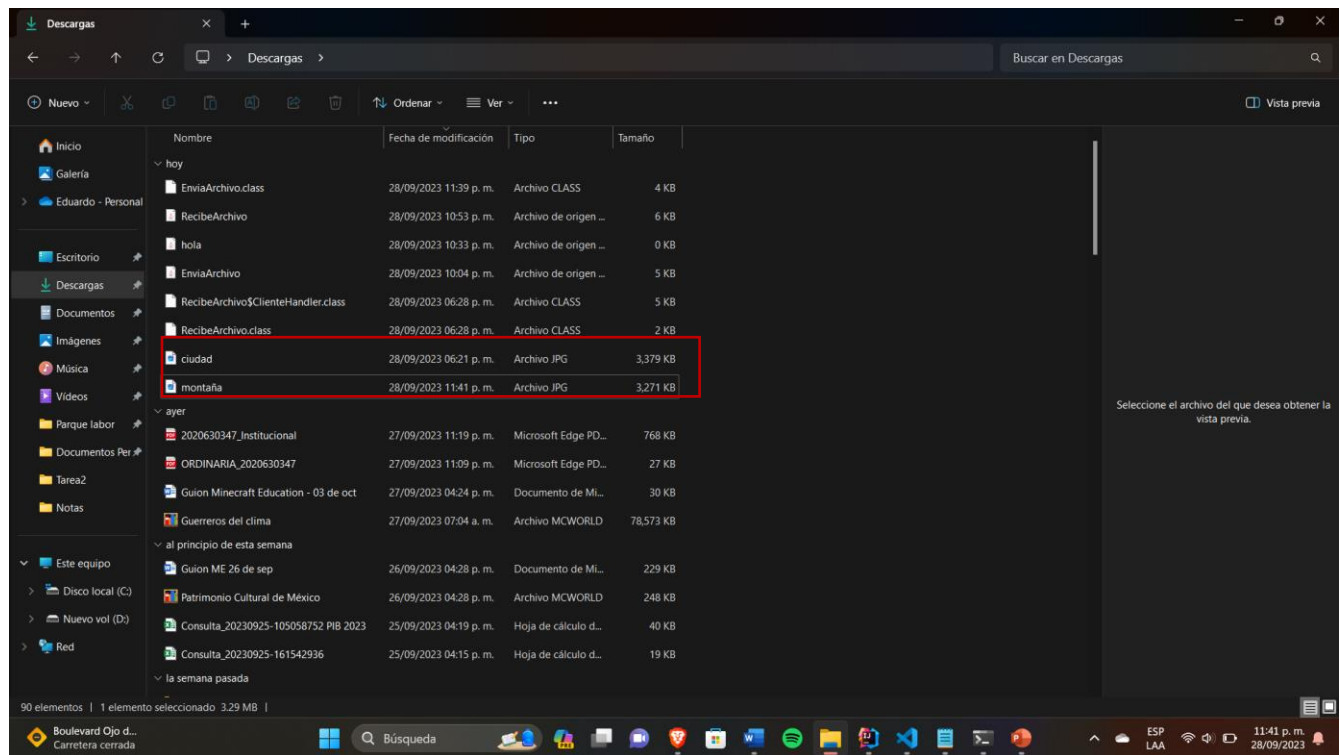 Descargas
Descargas
Buscar en Descargas
Nuevo
Ordenar
Ver
Vista previa
Inicio
Galería
Eduardo - Personal
Escritorio
Descargas
Documentos
Imágenes
Música
Vídeos
Parque labor
Documentos Per
Tarea2
Notas
Este equipo
Disco local (C:)
Nuevo vol (D:)
Red
Nombre Fecha de modificación Tipo Tamaño
hoy
EnviaArchivo.class 28/09/2023 11:39 p. m. Archivo CLASS 4 KB
RecibeArchivo 28/09/2023 10:53 p. m. Archivo de origen ... 6 KB
hola 28/09/2023 10:33 p. m. Archivo de origen ... 0 KB
EnviaArchivo 28/09/2023 10:04 p. m. Archivo de origen ... 5 KB
RecibeArchivo$ClienteHandler.class 28/09/2023 06:28 p. m. Archivo CLASS 5 KB
RecibeArchivo.class 28/09/2023 06:28 p. m. Archivo CLASS 2 KB
ciudad 28/09/2023 06:21 p. m. Archivo JPG 3,379 KB
montaña 28/09/2023 11:41 p. m. Archivo JPG 3,271 KB
ayer
2020630347_Institucional 27/09/2023 11:19 p. m. Microsoft Edge PD... 768 KB
ORDINARIA_2020630347 27/09/2023 11:09 p. m. Microsoft Edge PD... 27 KB
Guion Minecraft Education - 03 de oct 27/09/2023 04:24 p. m. Documento de Mi... 30 KB
Guerreros del clima 27/09/2023 07:04 a. m. Archivo MCWORLD 78,573 KB
al principio de esta semana
Guion ME 26 de sep 26/09/2023 04:28 p. m. Documento de Mi... 229 KB
Patrimonio Cultural de México 26/09/2023 04:28 p. m. Archivo MCWORLD 248 KB
Consulta_20230925-105058752 PIB 2023 25/09/2023 04:19 p. m. Hoja de cálculo d... 40 KB
Consulta_20230925-161542936 25/09/2023 04:15 p. m. Hoja de cálculo d... 19 KB
la semana pasada
Seleccione el archivo del que desea obtener la
vista previa.
90 elementos | 1 elemento seleccionado 3.29 MB |
Boulevard Ojo d...
Carretera cerrada
Búsqueda
ESP
LAA
11:41 p. m.
28/09/2023